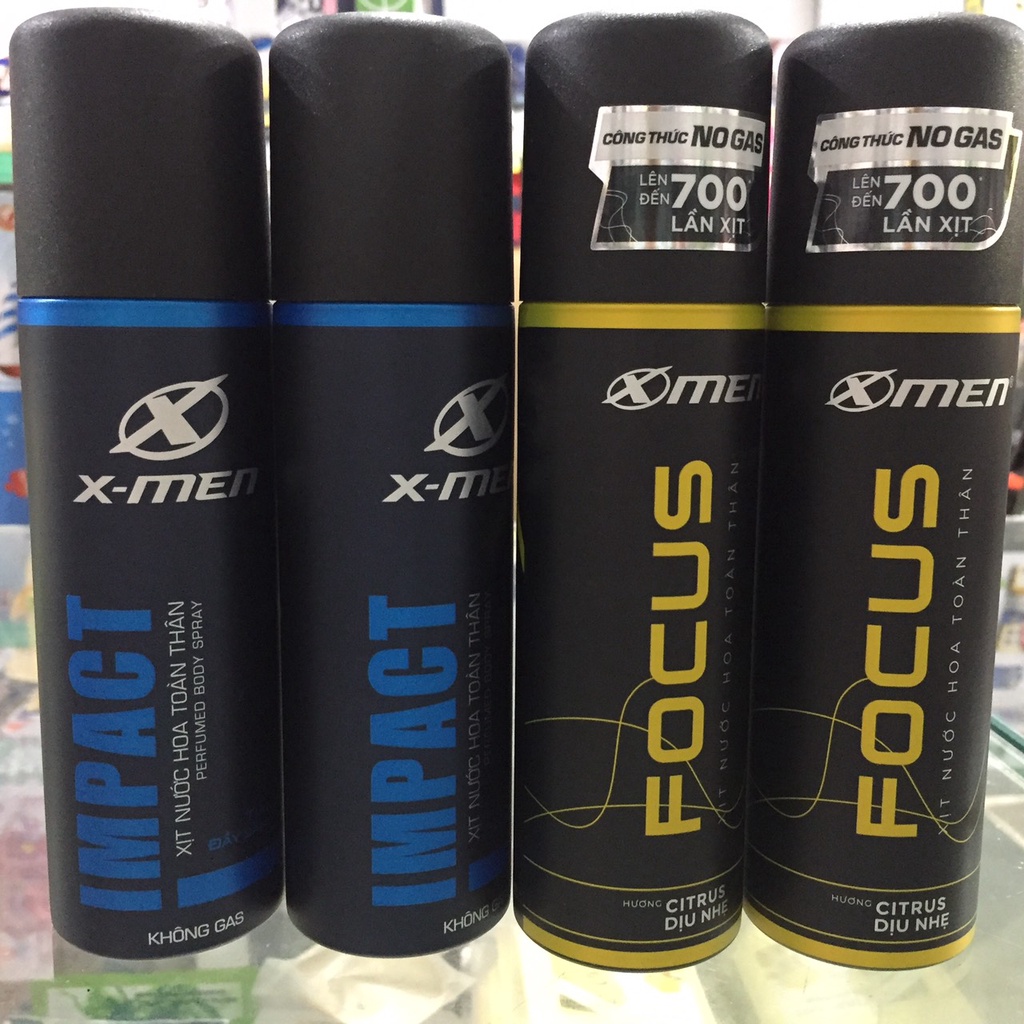 X-MEN
IMPACT
XỊT NƯỚC HOA TOÀN THÂN
PERFUMED BODY SPRAY
KHÔNG GAS
X-ME
IMPACT
XỊT NƯỚC HOA TOÀN THÂN
KHÔNG
CÔNG THỨC NO GAS
LÊN ĐẾN 700
LẦN XỊT
XMEN
FOCUS
XỊT NƯỚC HOA TOÀN THÂN
HƯƠNG CITRUS
DỊU NHẸ
CÔNG THỨC NO GAS
LÊN ĐẾN 700*
LẦN XỊT
XMEN
FOCUS
XỊT NƯỚC HOA TOÀN THÂN
HƯƠNG CITRUS
DỊU NHẸ